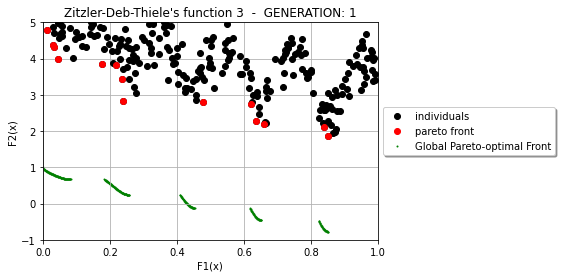 Zitzler-Deb-Thiele's function 3 - GENERATION: 1
5
4
3
2
1
0
−1
F2(x)
0.0 0.2 0.4 0.6 0.8 1.0
F1(x)
individuals
pareto front
Global Pareto-optimal Front